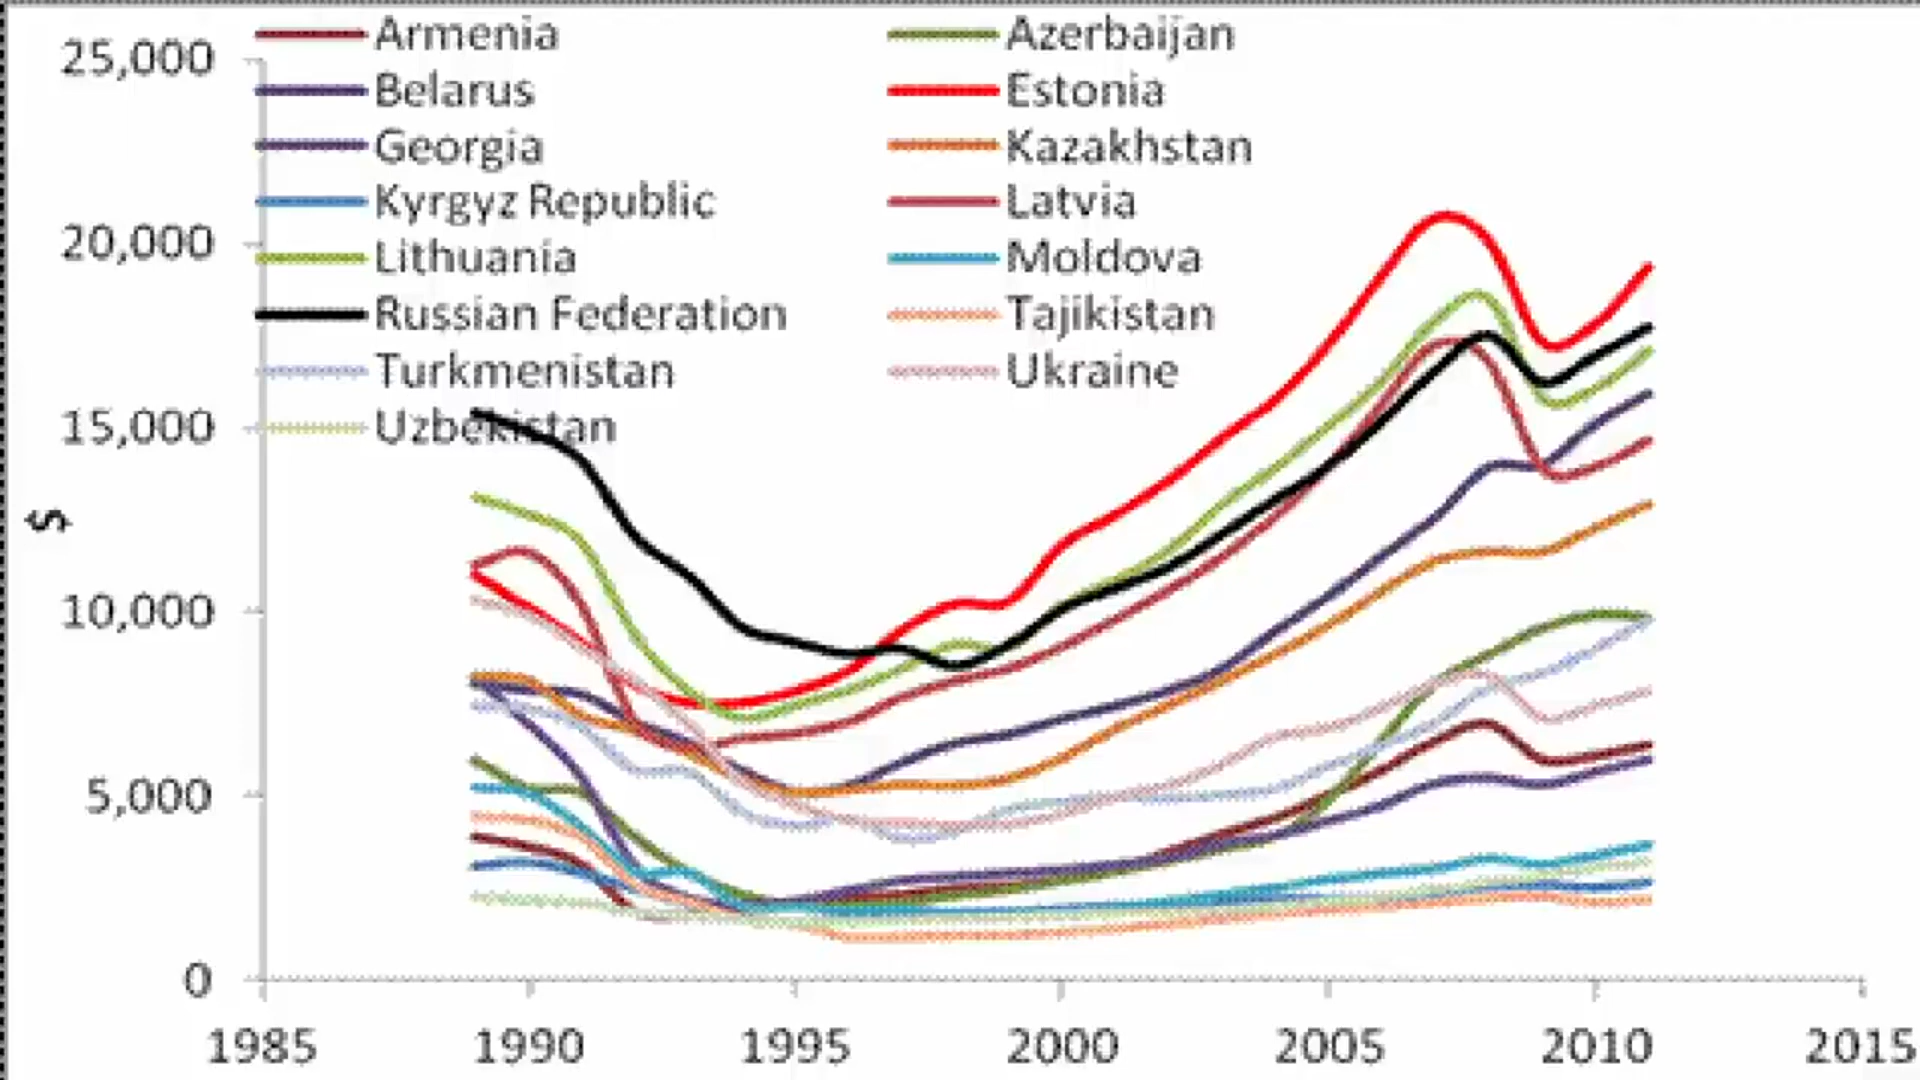 Armenia Azerbaijan
25,000
Belarus Estonia
Georgia Kazakhstan
Kyrgyz Republic Latvia
20,000
Lithuania Moldova
Russian Federation Tajikistan
Turkmenistan Ukraine
15,000
Uzbekistan
$
10,000
5,000
0
1985 1990 1995 2000 2005 2010 2015